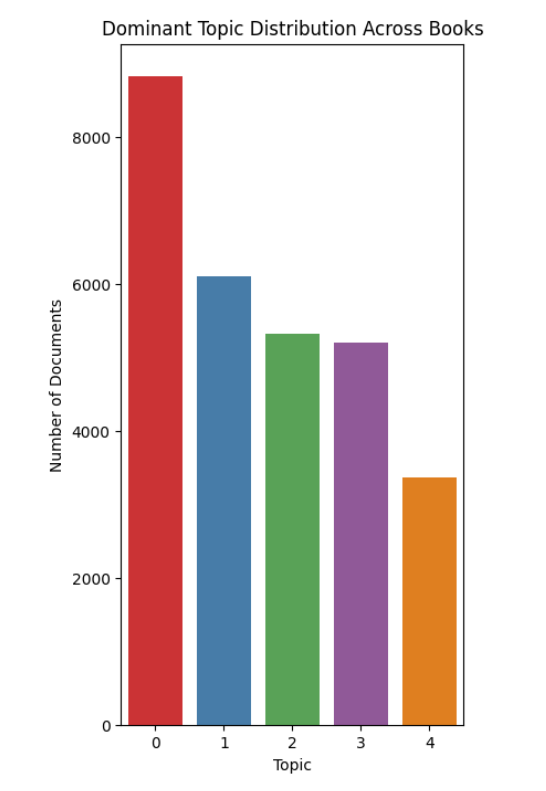 Dominant Topic Distribution Across Books
Number of Documents
8000
6000
4000
2000
0
0 1 2 3 4
Topic